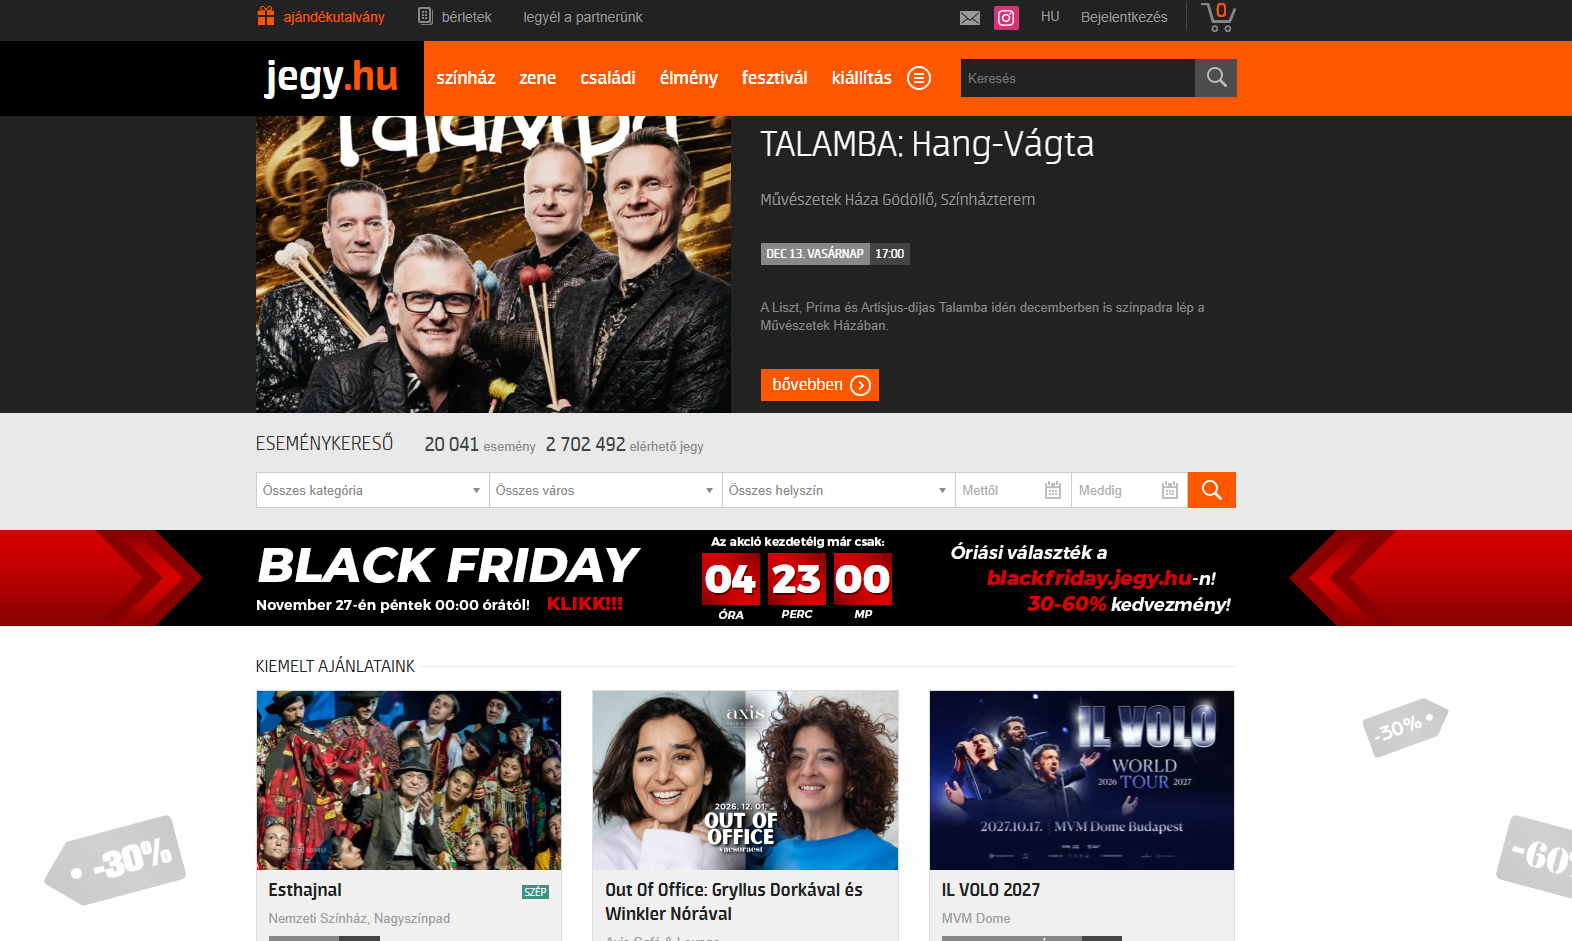 ajándékutalvány bérletek legyél a partnerünk HU Bejelentkezés 0
jegy.hu színház zene családi élmény fesztivál kiállítás Keresés
Talamba
TALAMBA: Hang-Vágta
Művészetek Háza Gödöllő, Színházterem
DEC 13. VASÁRNAP 17:00
A Liszt, Príma és Artisjus-díjas Talamba idén decemberben is színpadra lép a
Művészetek Házában.
bővebben
ESEMÉNYKERESŐ 20 041 esemény 2 702 492 elérhető jegy
Összes kategória Összes város Összes helyszín Mettől Meddig
BLACK FRIDAY
November 27-én péntek 00:00 órától! KLIKK!!!
Az akció kezdetéig már csak:
04 23 00
ÓRA PERC MP
Óriási választék a
blackfriday.jegy.hu-n!
30-60% kedvezmény!
KIEMELT AJÁNLATAINK
-30%
-30%
-60%
axis
2026. 12. 01.
OUT OF
OFFICE
vacsoraest
IL VOLO
WORLD
2026 TOUR 2027
2027.10.17. | MVM Dome Budapest
Esthajnal SZÉP
Nemzeti Színház, Nagyszínpad
Out Of Office: Gryllus Dorkával és
Winkler Nórával
Axis Café & Lounge
IL VOLO 2027
MVM Dome